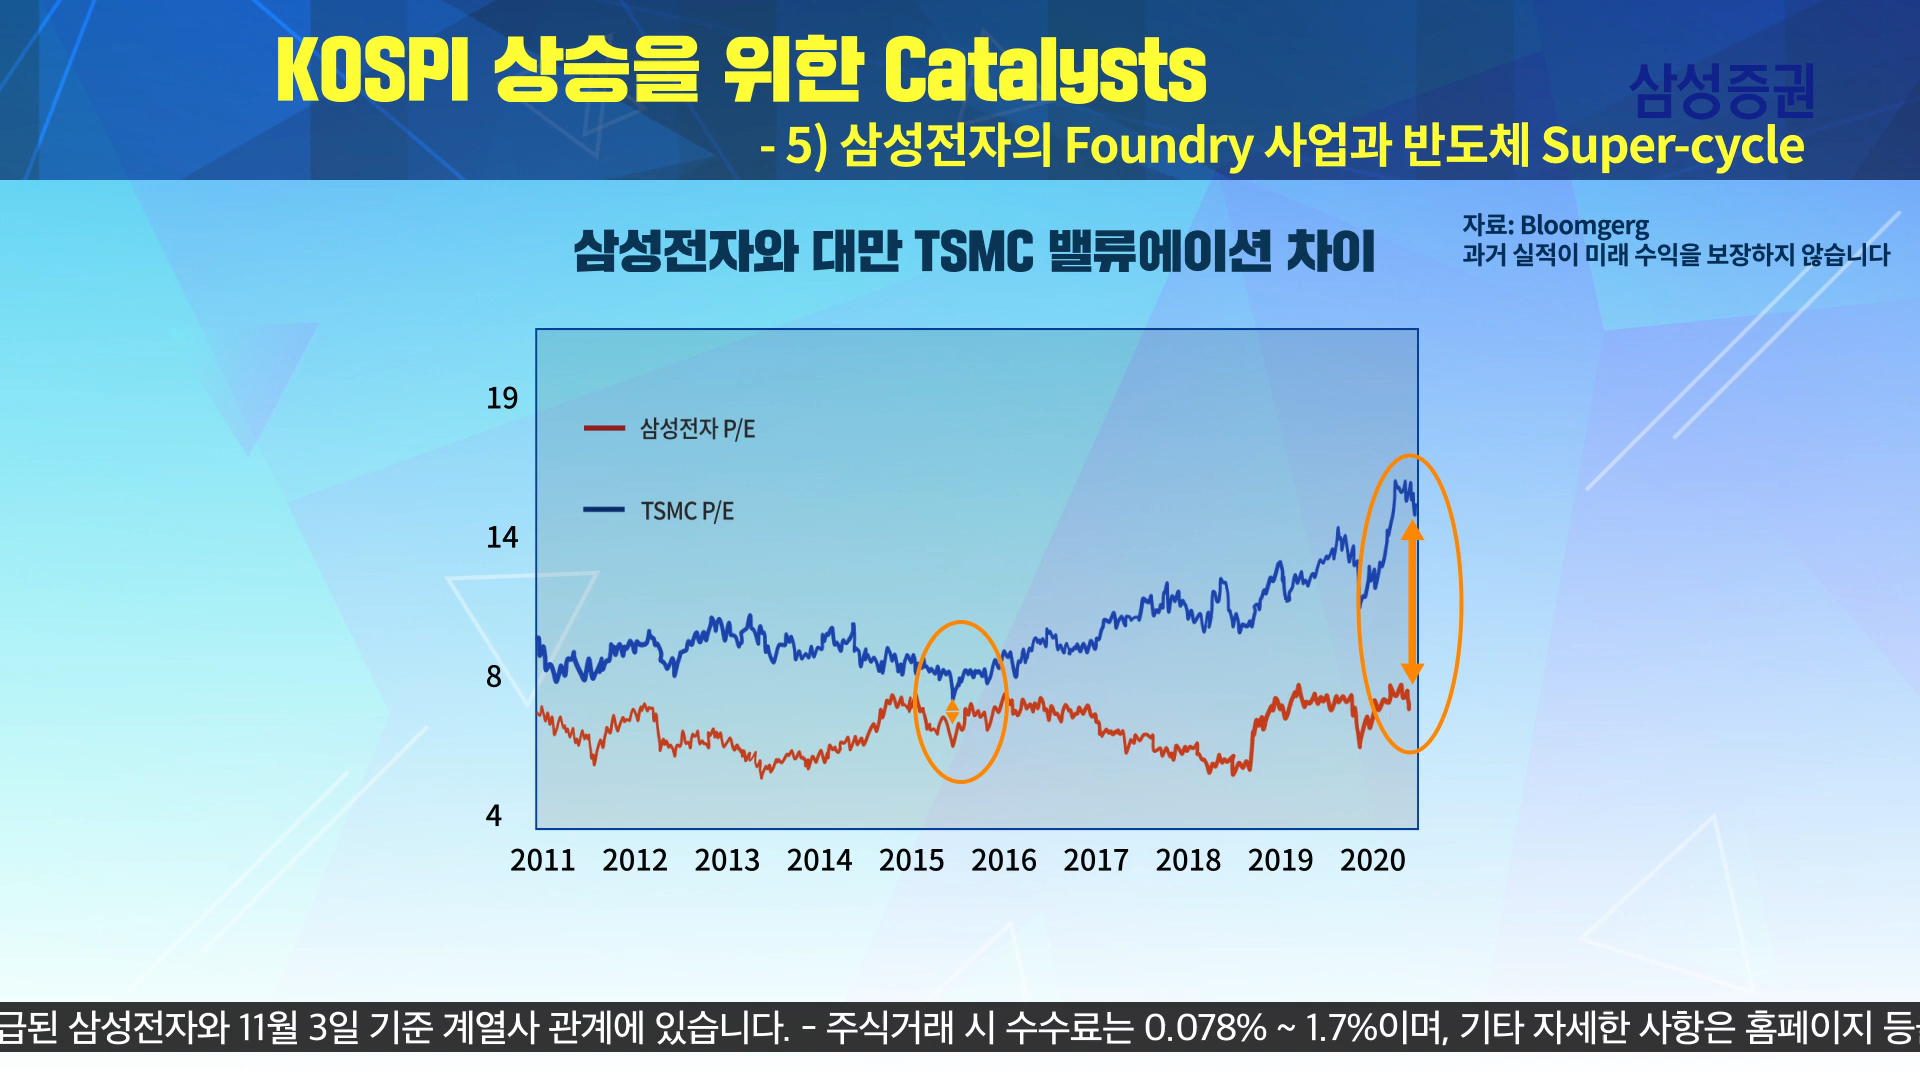 KOSPI 상승을 위한 Catalysts
삼성증권
- 5) 삼성전자의 Foundry 사업과 반도체 Super-cycle
자료: Bloomgerg
과거 실적이 미래 수익을 보장하지 않습니다
삼성전자와 대만 TSMC 밸류에이션 차이
19
삼성전자 P/E
TSMC P/E
14
8
4
2011 2012 2013 2014 2015 2016 2017 2018 2019 2020
급된 삼성전자와 11월 3일 기준 계열사 관계에 있습니다. - 주식거래 시 수수료는 0.078% ~ 1.7%이며, 기타 자세한 사항은 홈페이지 등